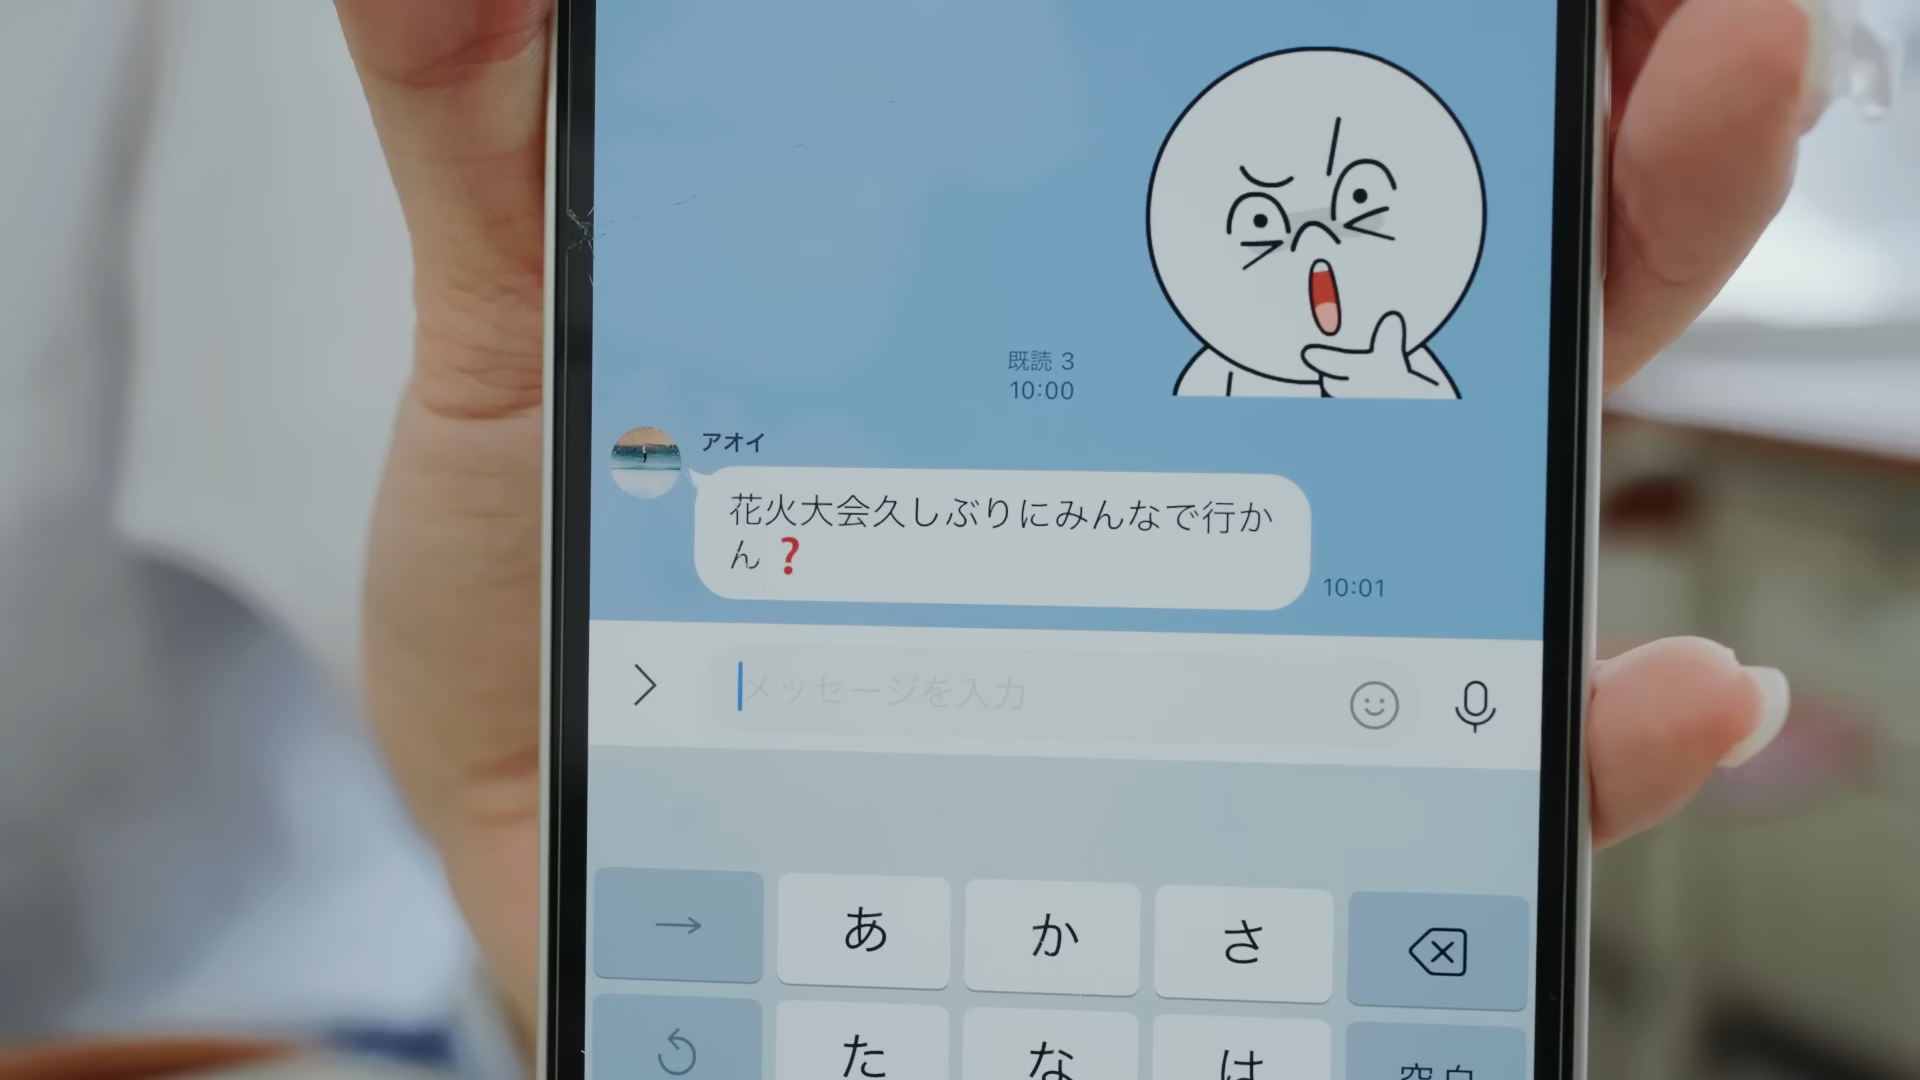 既読 3
10:00
アオイ
花火大会久しぶりにみんなで行か
ん❓
10:01
メッセージを入力
→ あ か さ
た な は 空白